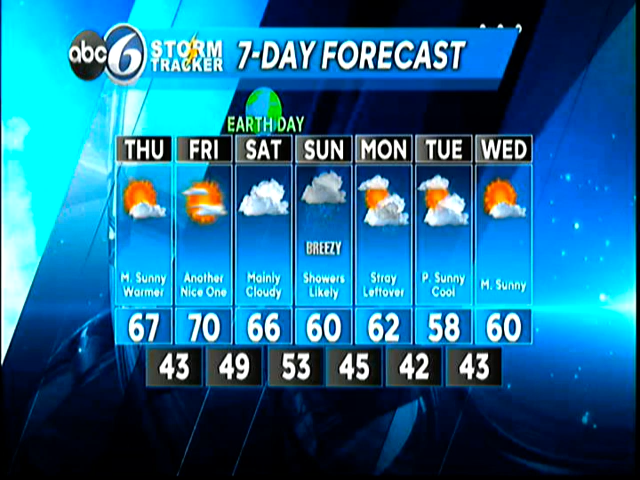 abc 6 STORM TRACKER 7-DAY FORECAST
EARTH DAY
THU FRI SAT SUN MON TUE WED
BREEZY
M. Sunny Warmer
Another Nice One
Mainly Cloudy
Showers Likely
Stray Leftover
P. Sunny Cool
M. Sunny
67 70 66 60 62 58 60
43 49 53 45 42 43